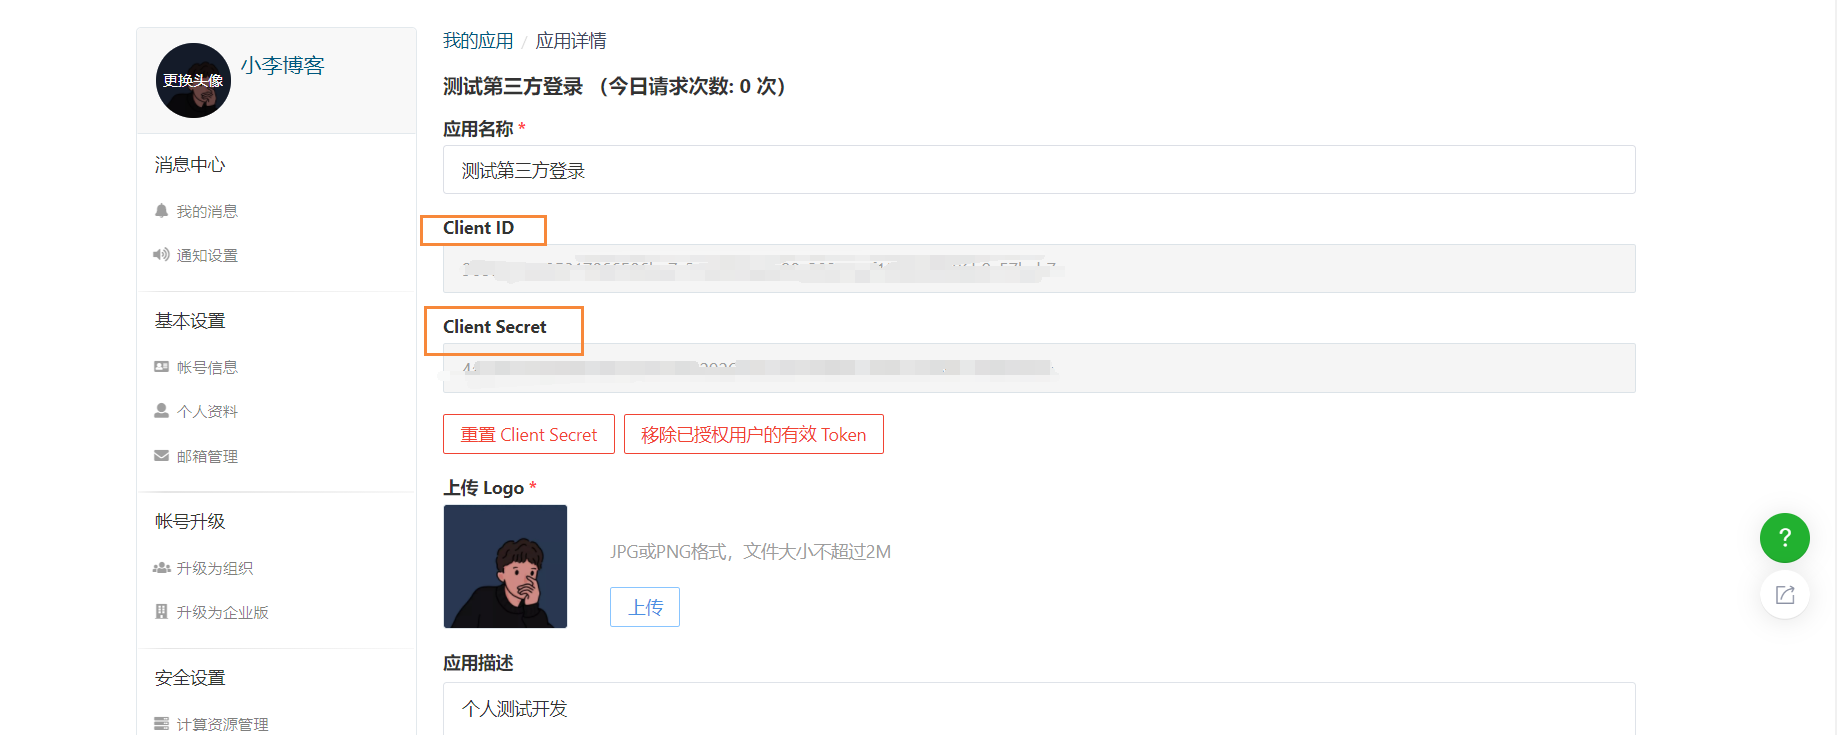 更换头像
小李博客
消息中心
我的消息
通知设置
基本设置
帐号信息
个人资料
邮箱管理
帐号升级
升级为组织
升级为企业版
安全设置
计算资源管理
我的应用 / 应用详情
测试第三方登录 （今日请求次数: 0 次）
应用名称 *
测试第三方登录
Client ID
Client Secret
重置 Client Secret
移除已授权用户的有效 Token
上传 Logo *
JPG或PNG格式，文件大小不超过2M
上传
应用描述
个人测试开发
?